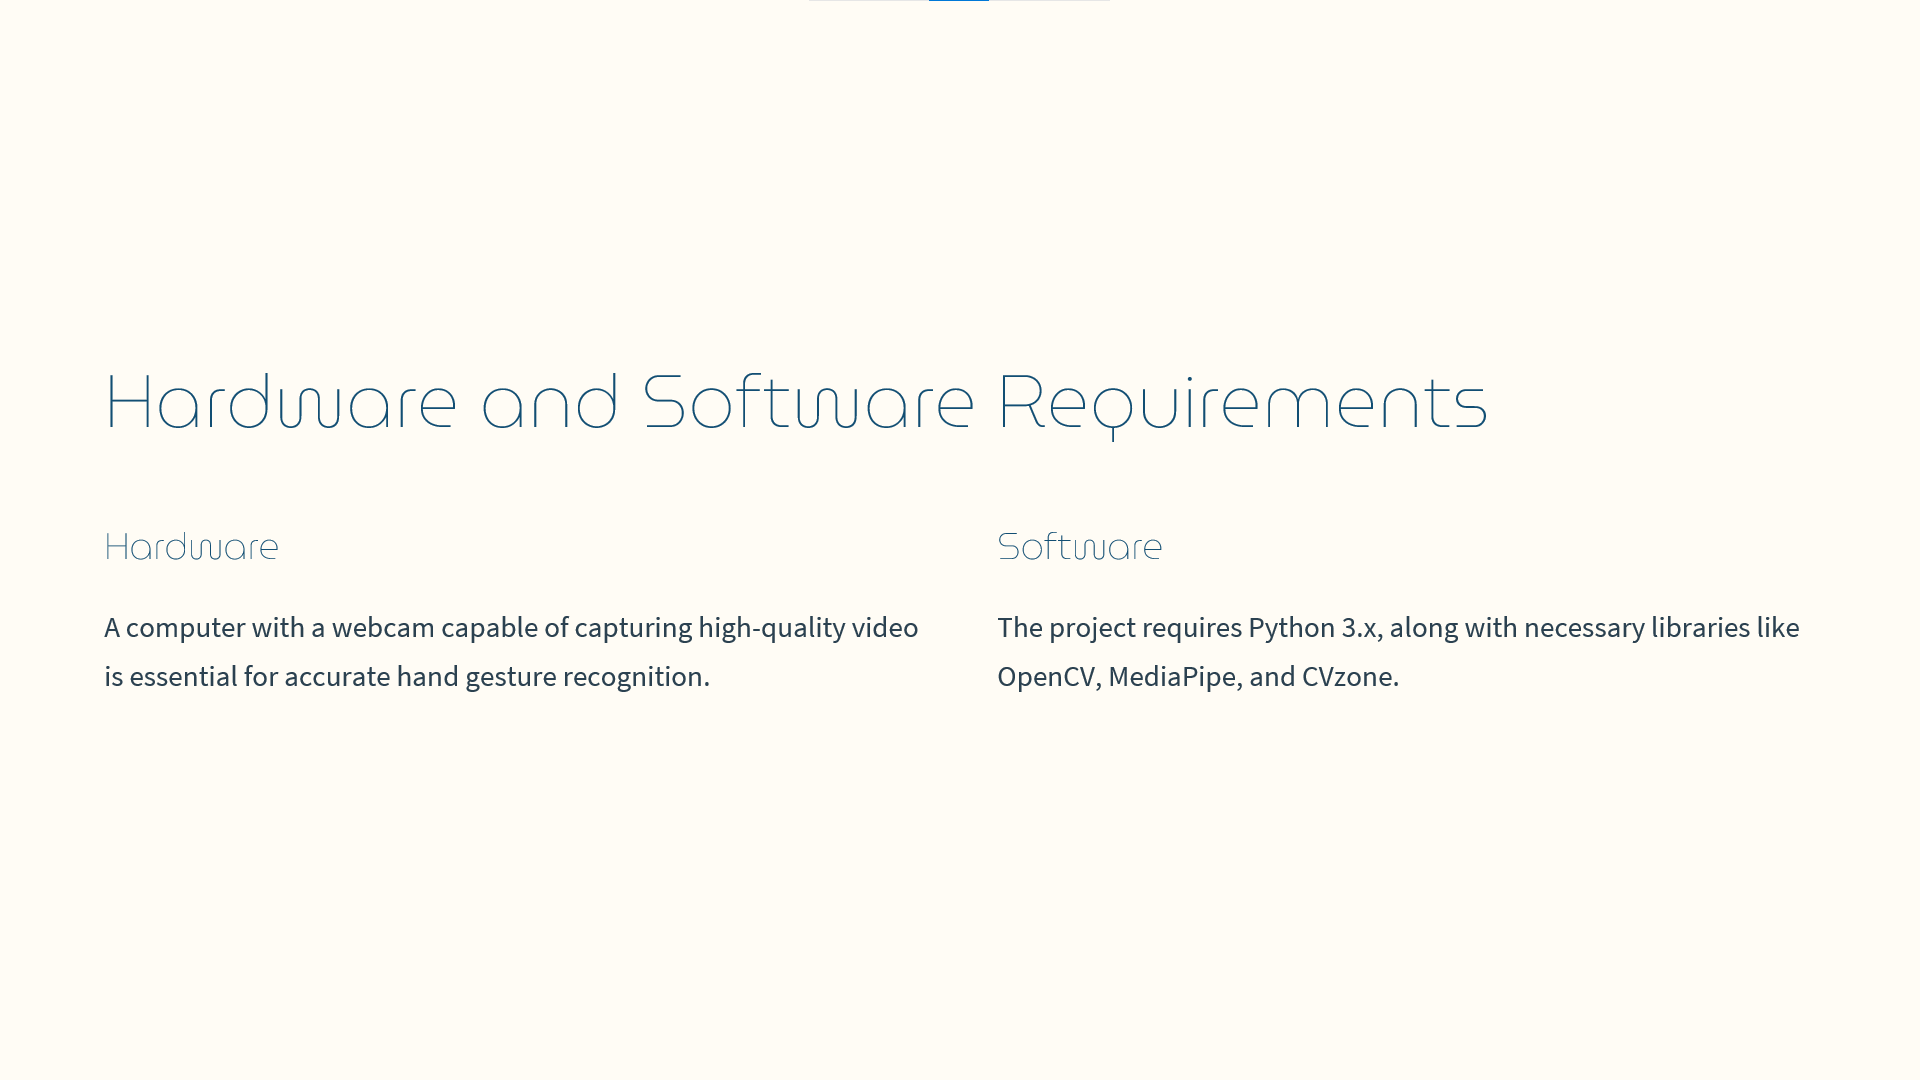 Hardware and Software Requirements
Hardware
A computer with a webcam capable of capturing high-quality video
is essential for accurate hand gesture recognition.
Software
The project requires Python 3.x, along with necessary libraries like
OpenCV, MediaPipe, and CVzone.